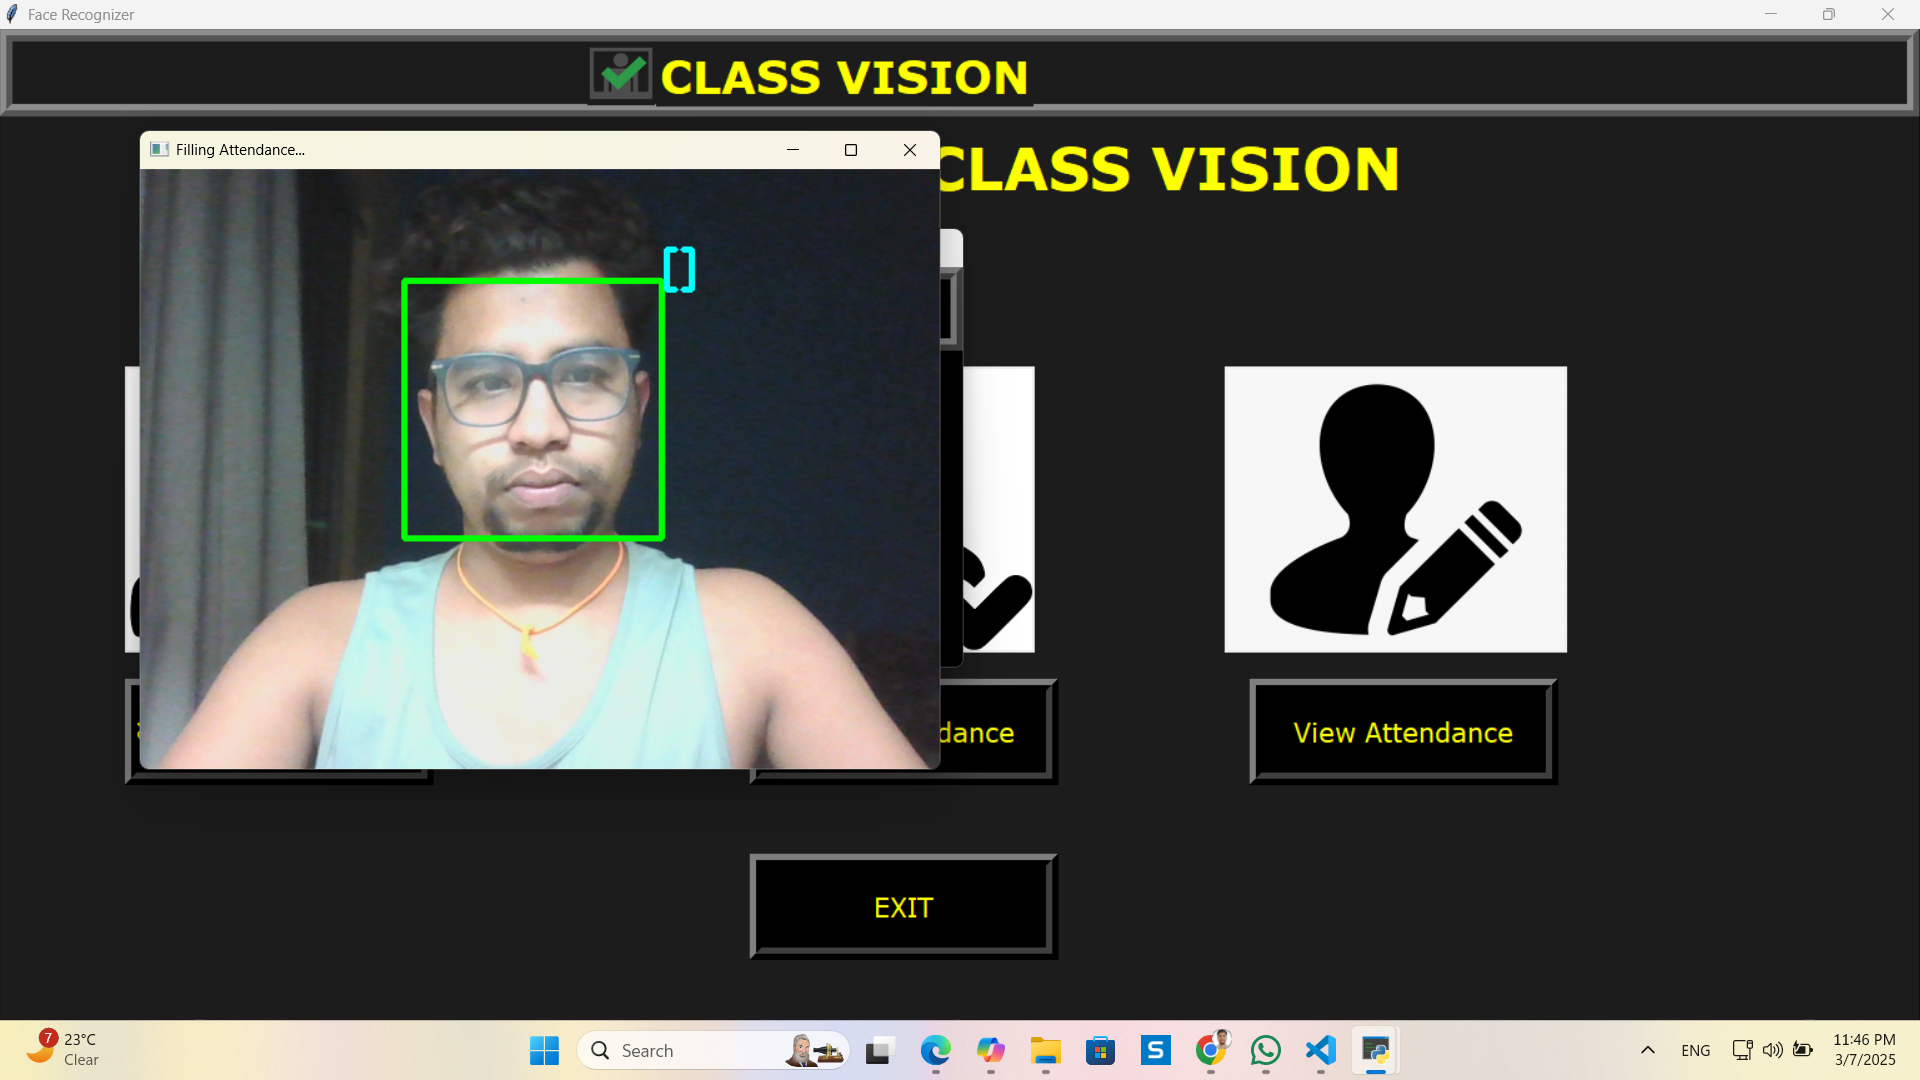 Face Recognizer
CLASS VISION
Filling Attendance...
CLASS VISION
[]
dance
View Attendance
EXIT
7
23°C
Clear
Search
S
ENG
11:46 PM
3/7/2025